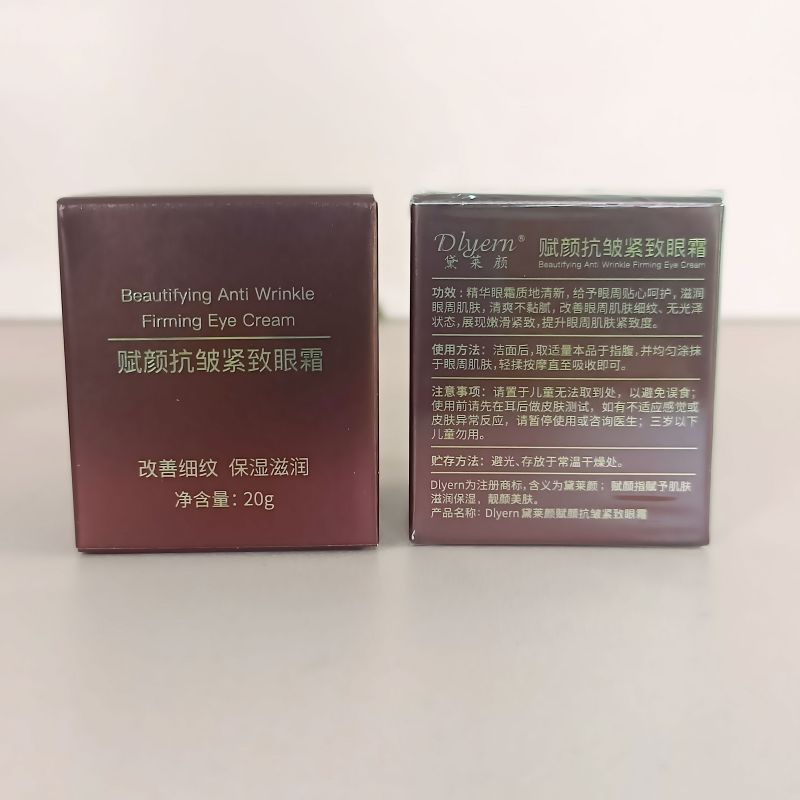 Beautifying Anti Wrinkle
Firming Eye Cream
赋颜抗皱紧致眼霜
改善细纹 保湿滋润
净含量：20g
Dlyern®
黛莱颜
赋颜抗皱紧致眼霜
Beautifying Anti Wrinkle Firming Eye Cream
功效：精华眼霜质地清新，给予眼周贴心呵护，滋润
眼周肌肤，清爽不黏腻，改善眼周肌肤细纹、无光泽
状态，展现嫩滑紧致，提升眼周肌肤紧致度。
使用方法：洁面后，取适量本品于指腹，并均匀涂抹
于眼周肌肤，轻揉按摩直至吸收即可。
注意事项：请置于儿童无法取到处，以避免误食；
使用前请先在耳后做皮肤测试，如有不适应感觉或
皮肤异常反应，请暂停使用或咨询医生；三岁以下
儿童勿用。
贮存方法：避光、存放于常温干燥处。
Dlyern为注册商标，含义为黛莱颜；赋颜指赋予肌肤
滋润保湿，靓颜美肤。
产品名称：Dlyern黛莱颜赋颜抗皱紧致眼霜